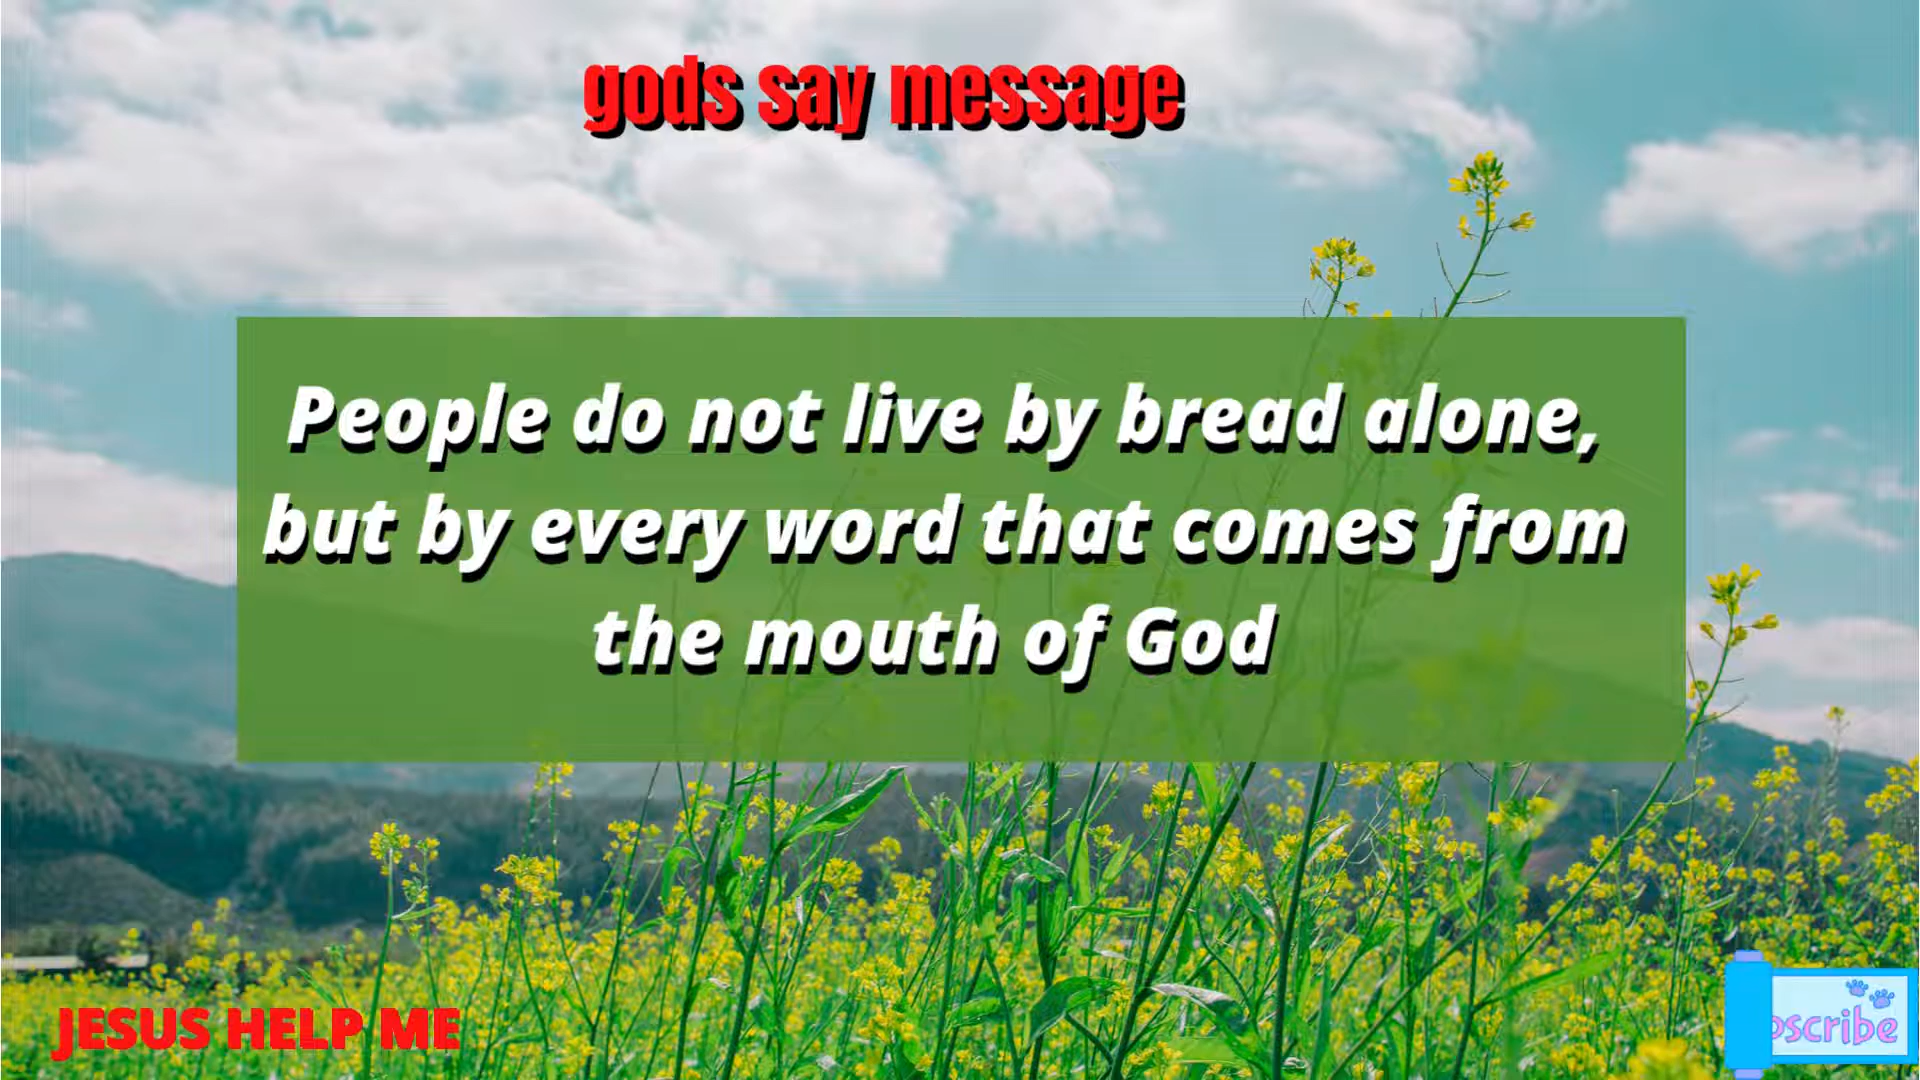 gods say message
People do not live by bread alone,
but by every word that comes from
the mouth of God
JESUS HELP ME